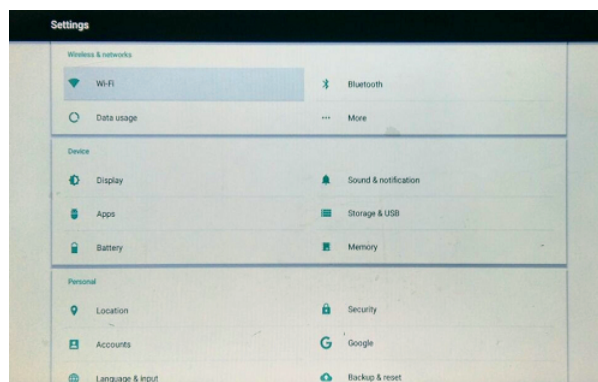 Settings
Wireless & networks
Wi-Fi
Bluetooth
Data usage
More
Device
Display
Sound & notification
Apps
Storage & USB
Battery
Memory
Personal
Location
Security
Accounts
Google
Language & input
Backup & reset